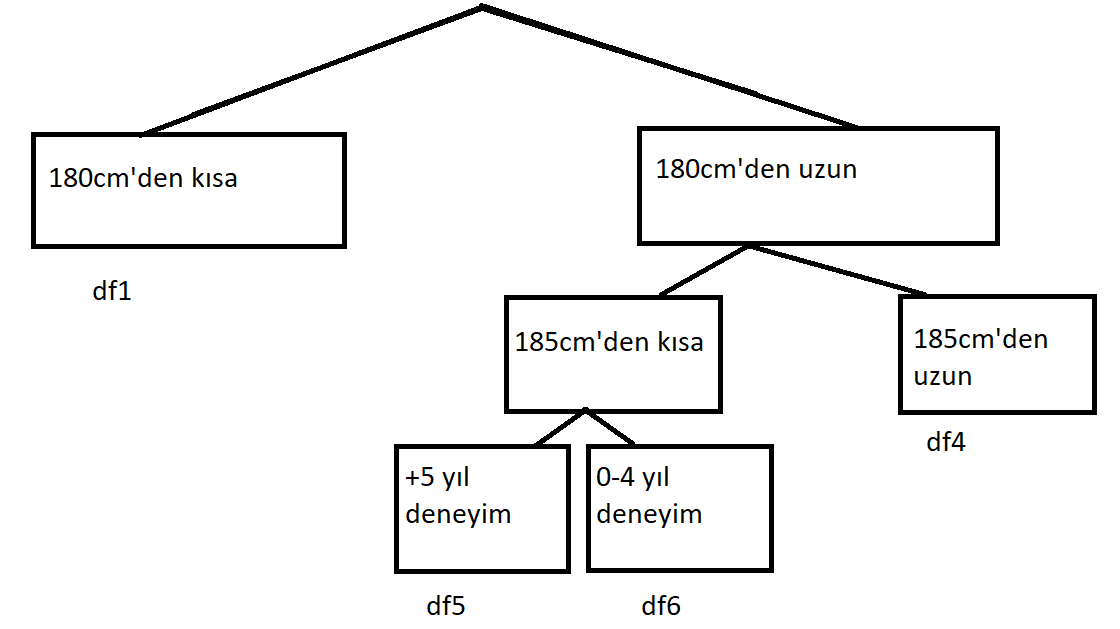 180cm'den kısa
180cm'den uzun
df1
185cm'den kısa
185cm'den
uzun
df4
+5 yıl
deneyim
0-4 yıl
deneyim
df5
df6